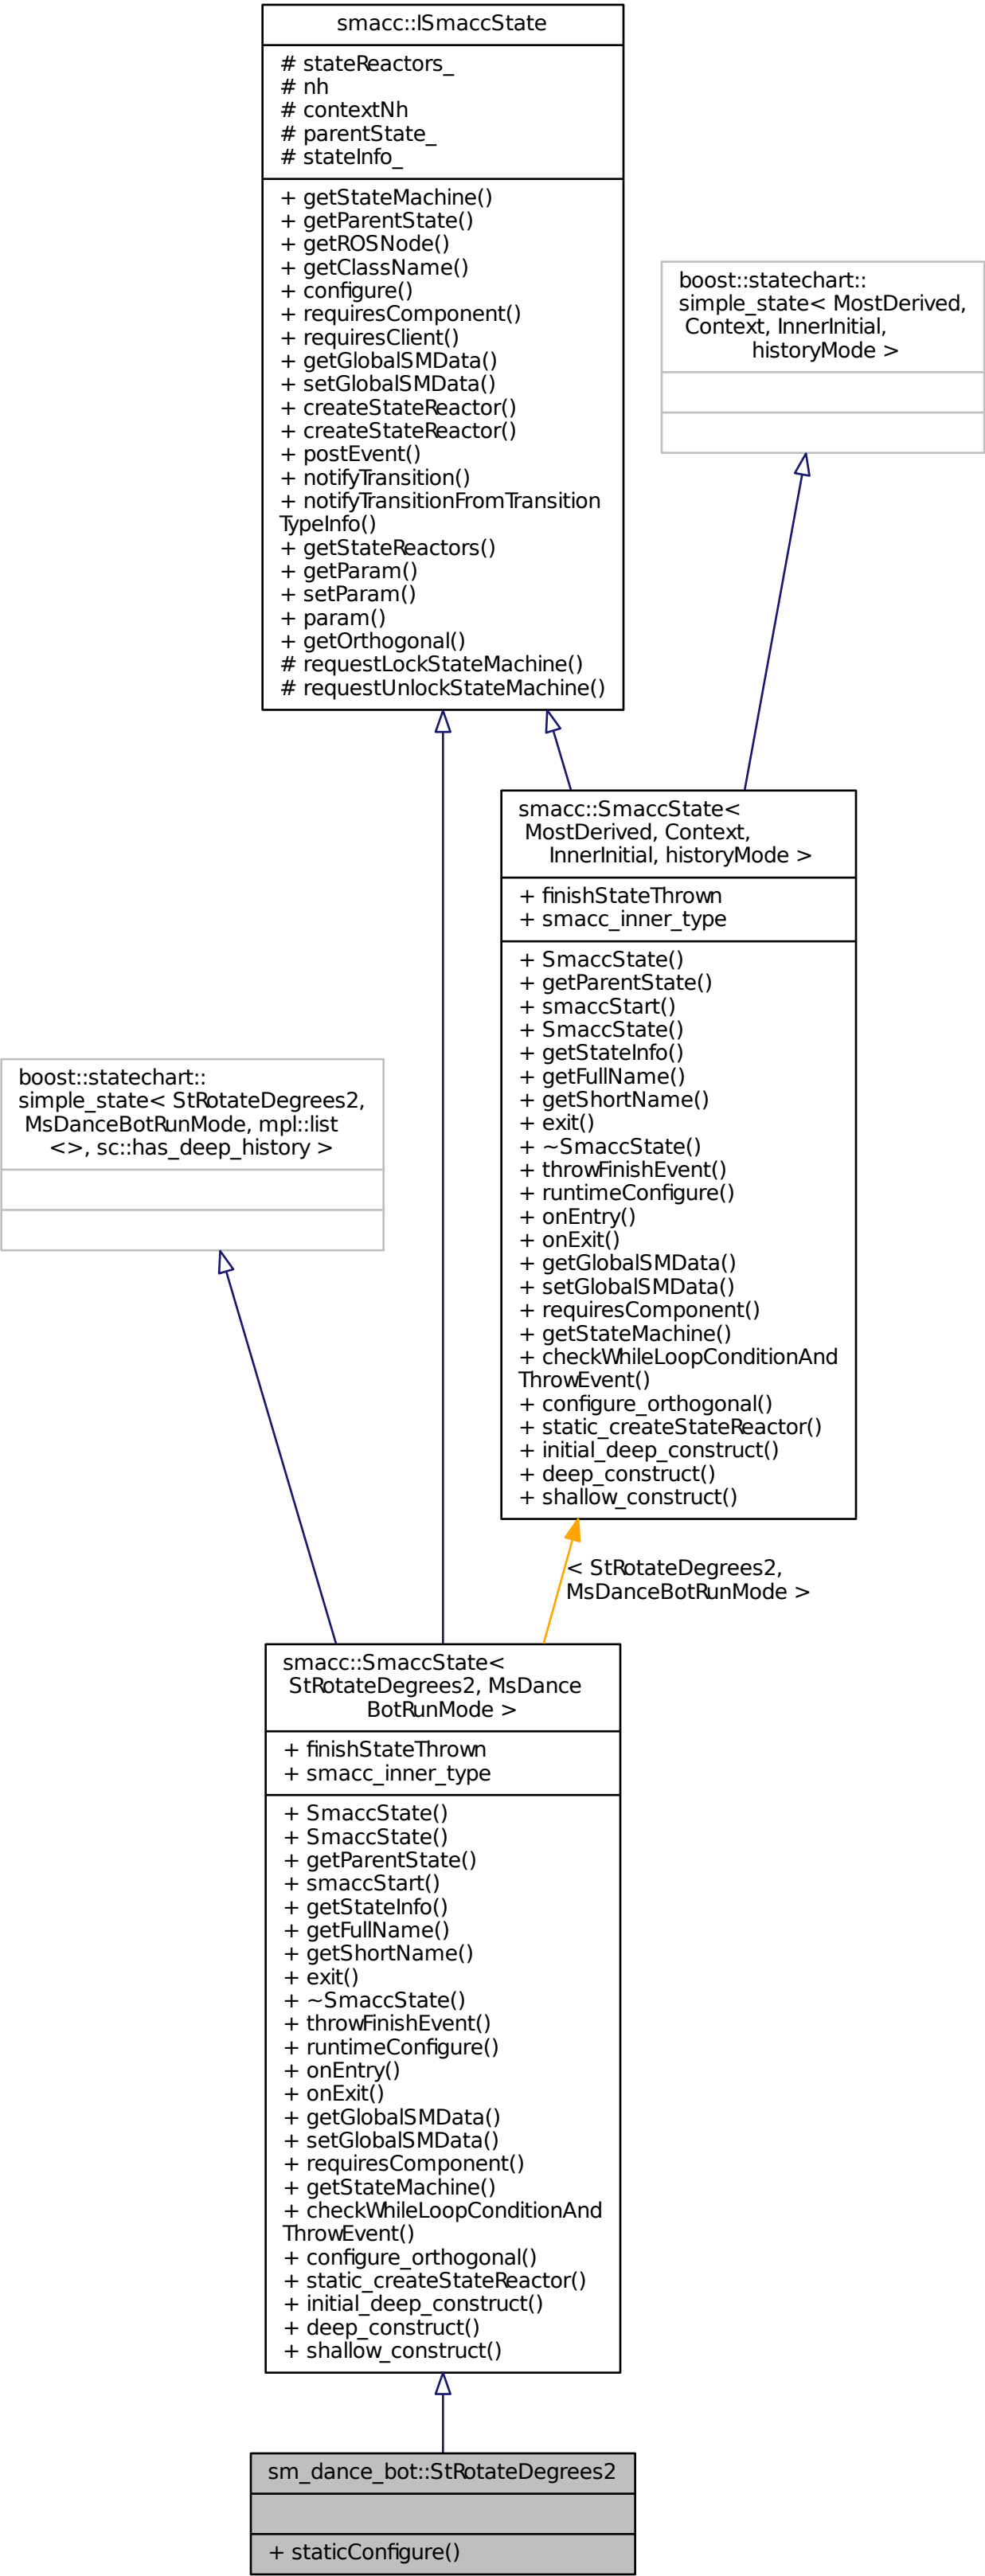 smacc::ISmaccState
# stateReactors_
# nh
# contextNh
# parentState_
# stateInfo_
+ getStateMachine()
+ getParentState()
+ getROSNode()
+ getClassName()
+ configure()
+ requiresComponent()
+ requiresClient()
+ getGlobalSMData()
+ setGlobalSMData()
+ createStateReactor()
+ createStateReactor()
+ postEvent()
+ notifyTransition()
+ notifyTransitionFromTransition
TypeInfo()
+ getStateReactors()
+ getParam()
+ setParam()
+ param()
+ getOrthogonal()
# requestLockStateMachine()
# requestUnlockStateMachine()
boost::statechart::
simple_state< MostDerived,
Context, InnerInitial,
historyMode >
smacc::SmaccState<
MostDerived, Context,
InnerInitial, historyMode >
+ finishStateThrown
+ smacc_inner_type
+ SmaccState()
+ getParentState()
+ smaccStart()
+ SmaccState()
+ getStateInfo()
+ getFullName()
+ getShortName()
+ exit()
+ ~SmaccState()
+ throwFinishEvent()
+ runtimeConfigure()
+ onEntry()
+ onExit()
+ getGlobalSMData()
+ setGlobalSMData()
+ requiresComponent()
+ getStateMachine()
+ checkWhileLoopConditionAnd
ThrowEvent()
+ configure_orthogonal()
+ static_createStateReactor()
+ initial_deep_construct()
+ deep_construct()
+ shallow_construct()
boost::statechart::
simple_state< StRotateDegrees2,
MsDanceBotRunMode, mpl::list
<>, sc::has_deep_history >
< StRotateDegrees2,
MsDanceBotRunMode >
smacc::SmaccState<
StRotateDegrees2, MsDance
BotRunMode >
+ finishStateThrown
+ smacc_inner_type
+ SmaccState()
+ SmaccState()
+ getParentState()
+ smaccStart()
+ getStateInfo()
+ getFullName()
+ getShortName()
+ exit()
+ ~SmaccState()
+ throwFinishEvent()
+ runtimeConfigure()
+ onEntry()
+ onExit()
+ getGlobalSMData()
+ setGlobalSMData()
+ requiresComponent()
+ getStateMachine()
+ checkWhileLoopConditionAnd
ThrowEvent()
+ configure_orthogonal()
+ static_createStateReactor()
+ initial_deep_construct()
+ deep_construct()
+ shallow_construct()
sm_dance_bot::StRotateDegrees2
+ staticConfigure()